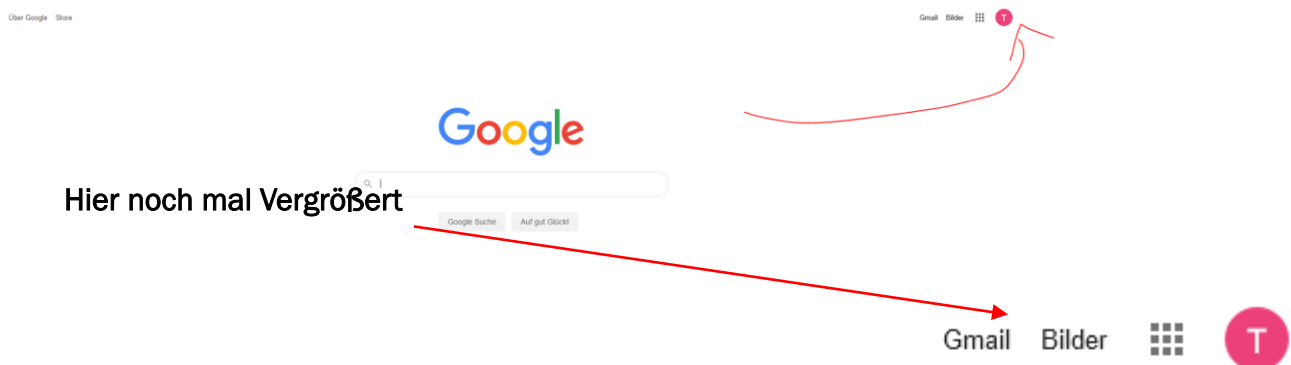 Über Google Store
Gmail Bilder T
Google
Hier noch mal Vergrößert
Google Suche Auf gut Glück!
Gmail Bilder T